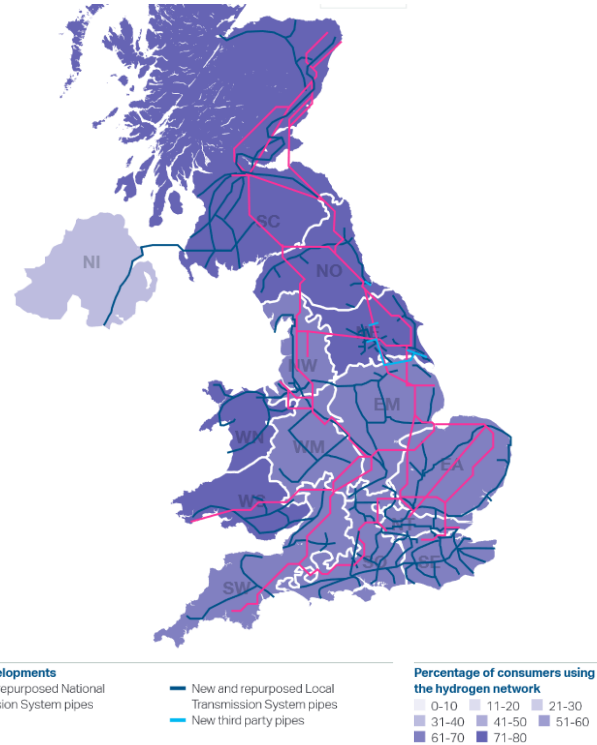 SC
NI
NO
NE
NW
EM
WN
WM
EA
WS
SO
SE
SW
elopments
repurposed National
sion System pipes
New and repurposed Local
Transmission System pipes
New third party pipes
Percentage of consumers using
the hydrogen network
0-10 11-20 21-30
31-40 41-50 51-60
61-70 71-80